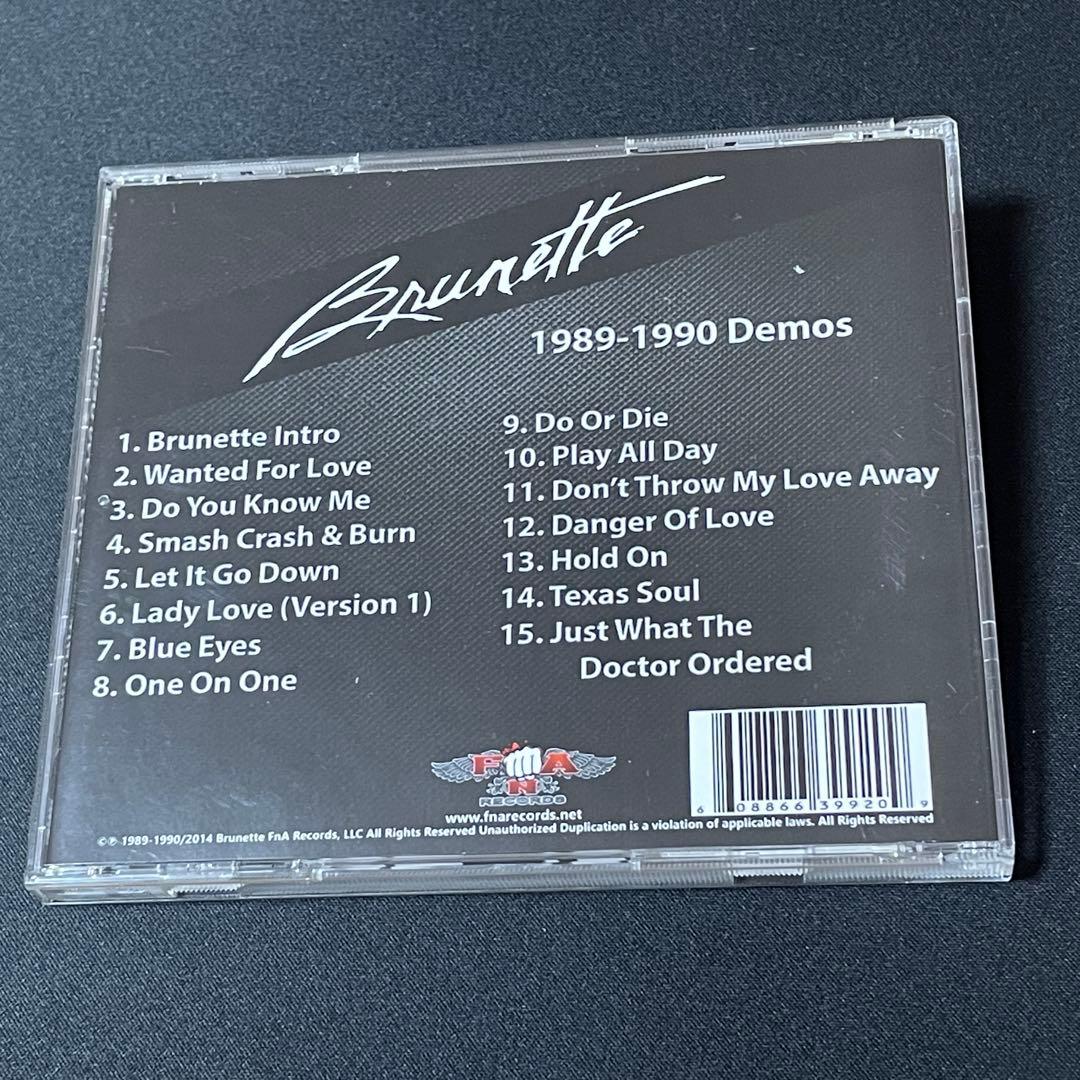 Brunette
1989-1990 Demos
1. Brunette Intro
2. Wanted For Love
3. Do You Know Me
4. Smash Crash & Burn
5. Let It Go Down
6. Lady Love (Version 1)
7. Blue Eyes
8. One On One
9. Do Or Die
10. Play All Day
11. Don't Throw My Love Away
12. Danger Of Love
13. Hold On
14. Texas Soul
15. Just What The
Doctor Ordered
F N A
RECORDS
www.fnarecords.net
6 08866 39920 9
©℗ 1989-1990/2014 Brunette FnA Records, LLC All Rights Reserved Unauthorized Duplication is a violation of applicable laws. All Rights Reserved